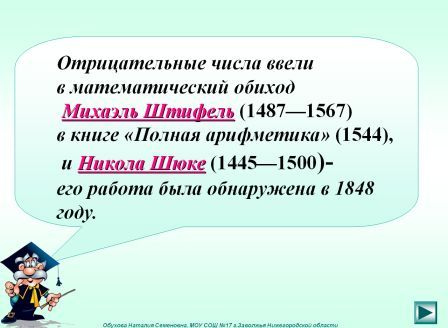 Отрицательные числа ввели
в математический обиход
Михаэль Штифель (1487—1567)
в книге «Полная арифметика» (1544),
и Никола Шюке (1445—1500)-
его работа была обнаружена в 1848
году.
Обухова Наталия Семеновна. МОУ СОШ №17 г.Заволжья Нижегородской области